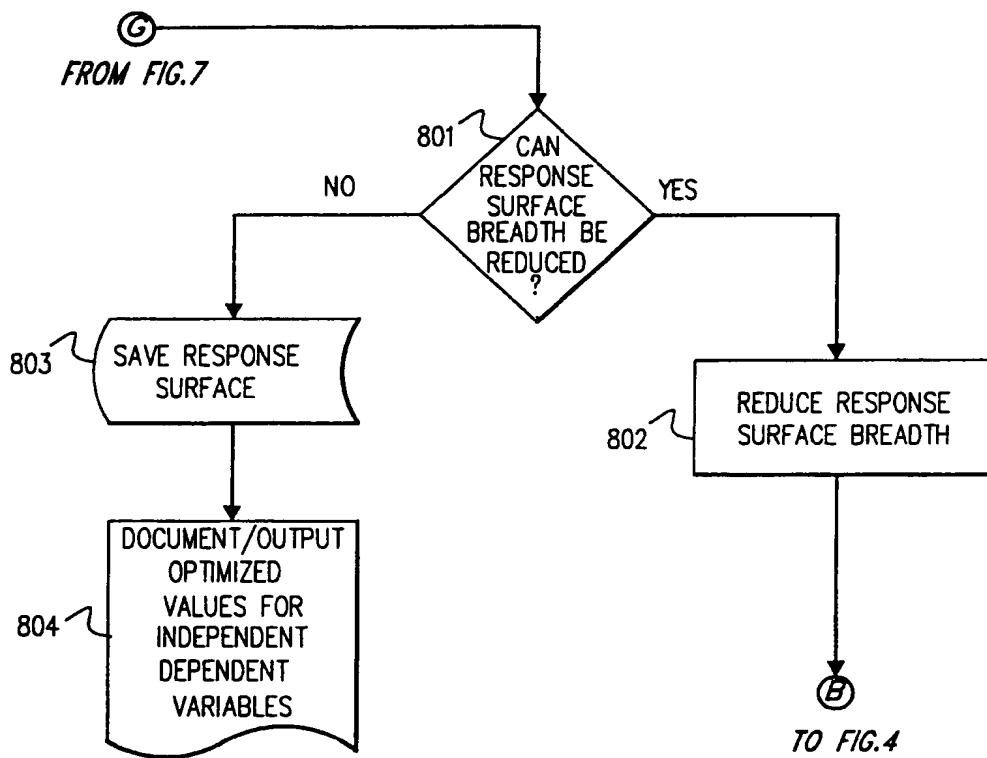 G
FROM FIG.7
801
CAN
RESPONSE
SURFACE
BREADTH BE
REDUCED
?
NO
YES
803
SAVE RESPONSE
SURFACE
802
REDUCE RESPONSE
SURFACE BREADTH
804
DOCUMENT/OUTPUT
OPTIMIZED
VALUES FOR
INDEPENDENT
DEPENDENT
VARIABLES
B
TO FIG.4